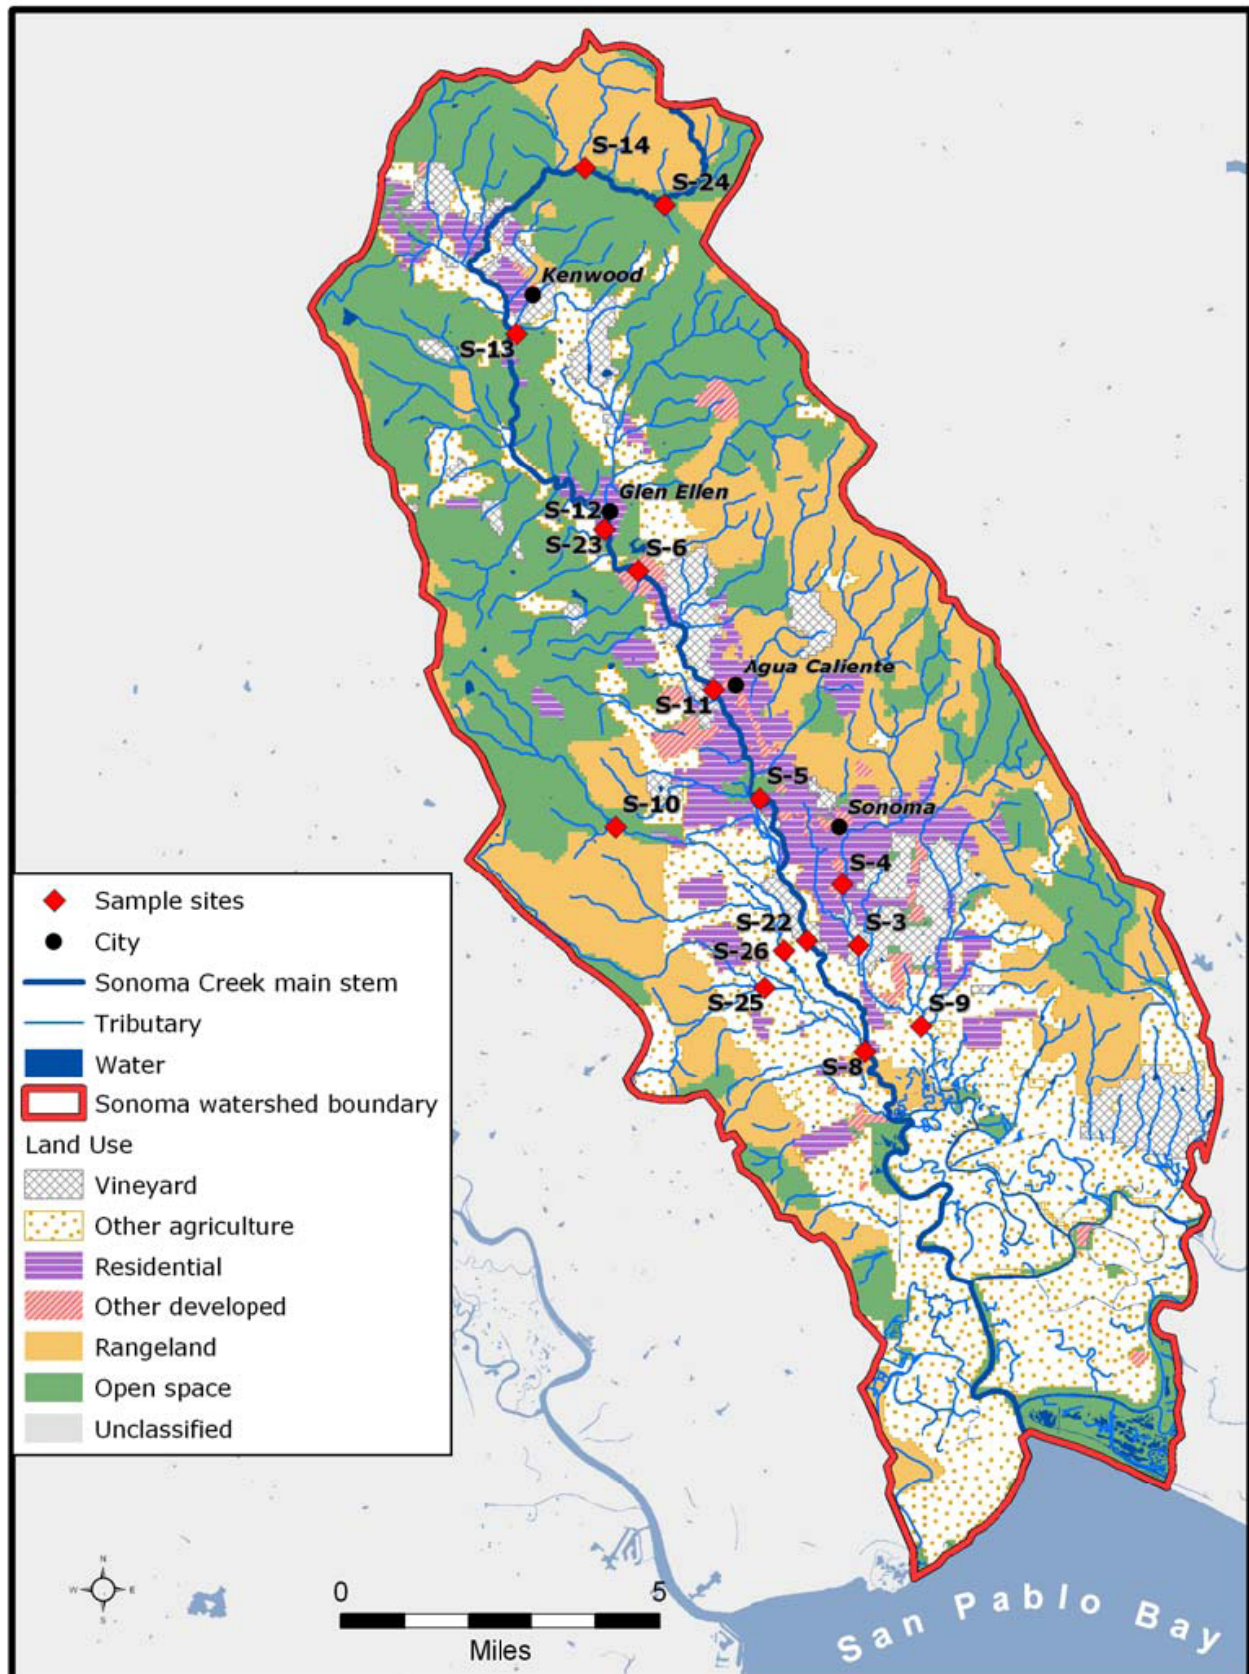 S-14
S-24
Kenwood
S-13
Glen Ellen
S-12
S-23
S-6
Agua Caliente
S-11
S-5
S-10
Sonoma
S-4
S-22
S-3
S-26
S-25
S-9
S-8
Sample sites
City
Sonoma Creek main stem
Tributary
Water
Sonoma watershed boundary
Land Use
Vineyard
Other agriculture
Residential
Other developed
Rangeland
Open space
Unclassified
N
W E
S
0 5
Miles
San Pablo Bay